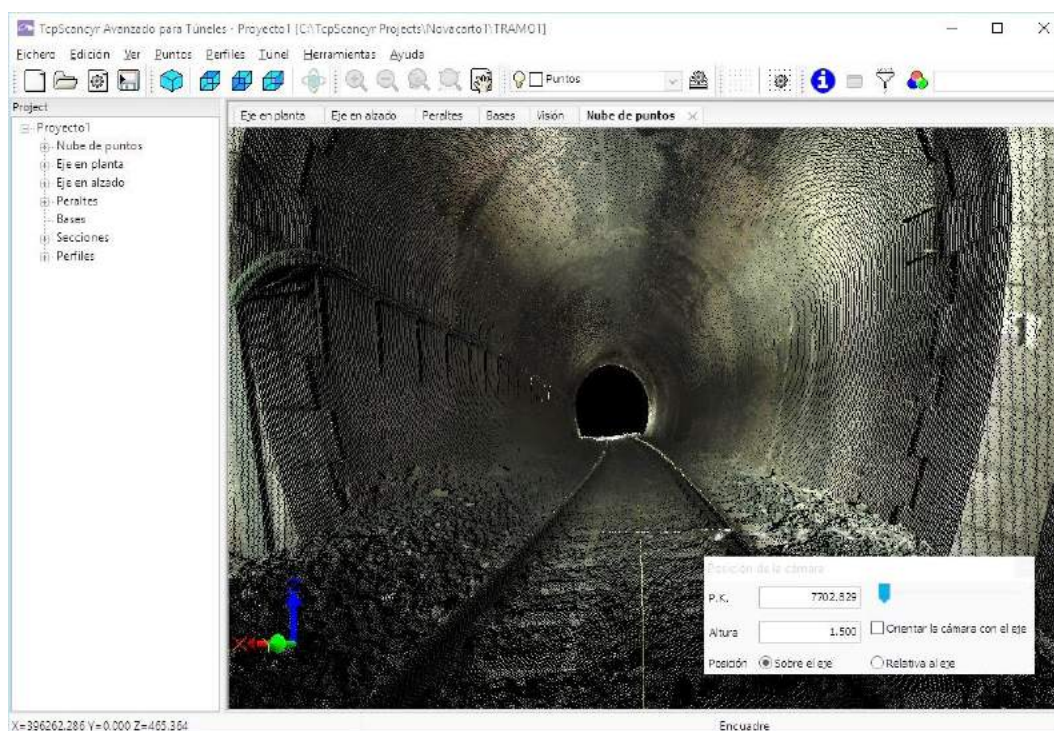 TcpScancyr Avanzado para Túneles - Proyecto1 [C:\TcpScancyr Projects\Novacarto1\TRAMO1]
Fichero Edición Ver Puntos Perfiles Tunel Herramientas Ayuda
Puntos
Project
Eje en planta Eje en alzado Peraltes Bases Visión Nube de puntos
Proyecto1
Nube de puntos
Eje en planta
Eje en alzado
Peraltes
Bases
Secciones
Perfiles
Posición de la cámara
P.K. 7702.829
Altura 1.500 Orientar la cámara con el eje
Posición Sobre el eje Relativa al eje
X=396262.286 Y=0.000 Z=465.364 Encuadre